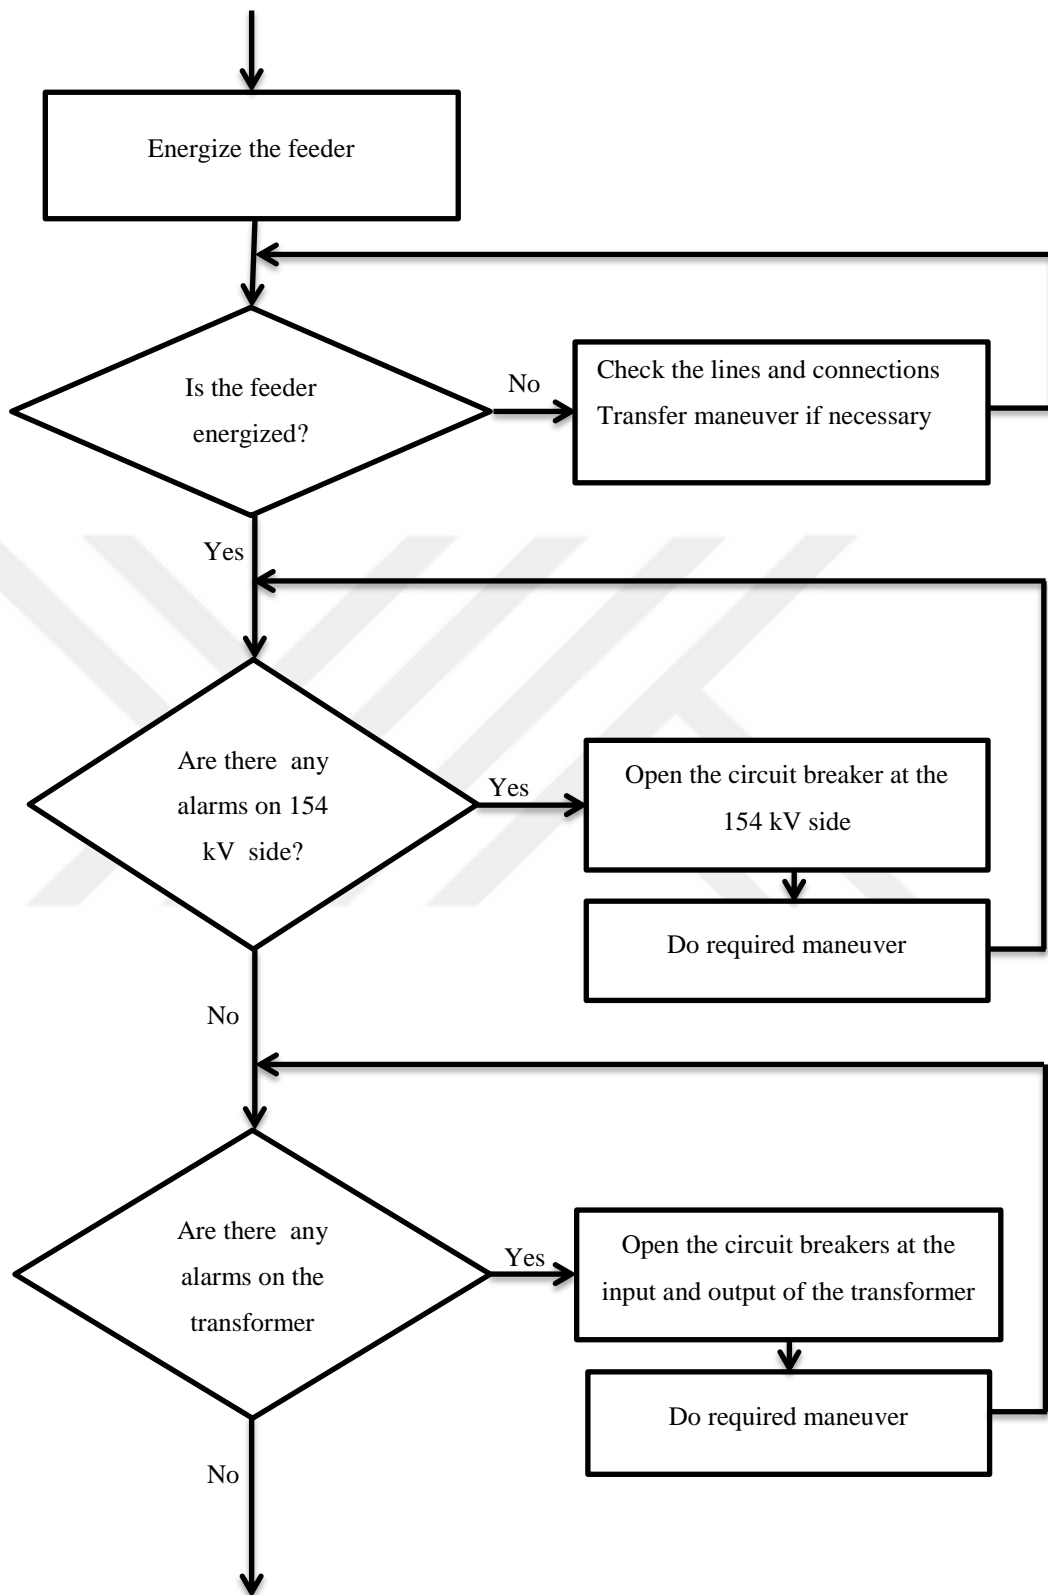 Energize the feeder
Is the feeder
energized?
No
Check the lines and connections
Transfer maneuver if necessary
Yes
Are there any
alarms on 154
kV side?
Yes
Open the circuit breaker at the
154 kV side
Do required maneuver
No
Are there any
alarms on the
transformer
Yes
Open the circuit breakers at the
input and output of the transformer
Do required maneuver
No